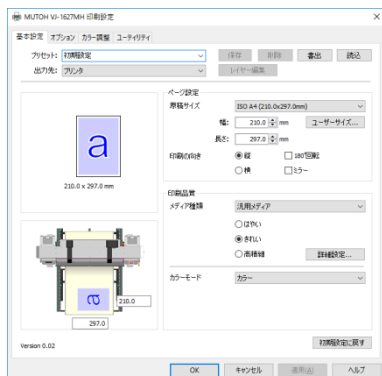 MUTOH VJ-1627MH 印刷設定
基本設定 オプション カラー調整 ユーティリティ
プリセット: 初期設定 保存 削除 書出 読込
出力先: プリンタ レイヤー編集
a
210.0 x 297.0 mm
a
210.0
297.0
Version 0.02
ページ設定
原稿サイズ ISO A4 (210.0x297.0mm)
幅: 210.0 mm ユーザーサイズ...
長さ: 297.0 mm
印刷の向き 縦 180°回転
横 ミラー
印刷品質
メディア種類 汎用メディア
はやい
きれい
高精細 詳細設定...
カラーモード カラー
初期設定に戻す
OK キャンセル 適用(A) ヘルプ